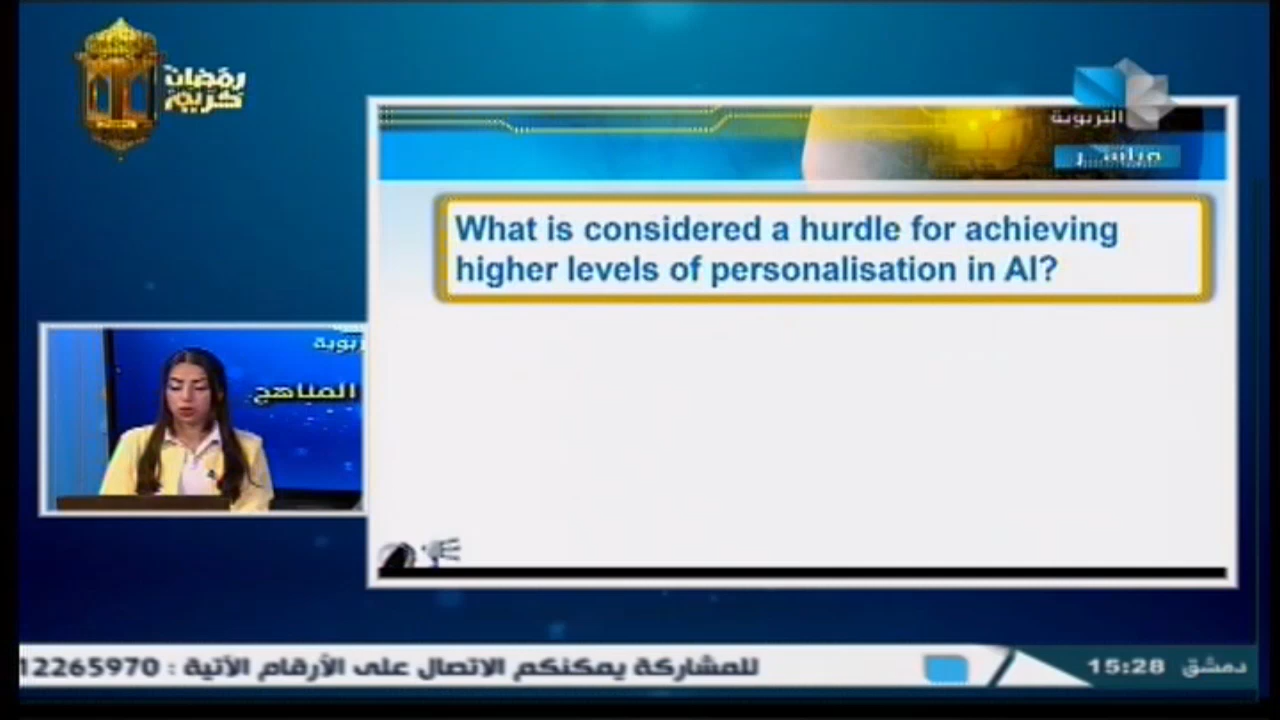 رمضان
كريم
التربوية
مباشر
What is considered a hurdle for achieving
higher levels of personalisation in AI?
المناهج
للمشاركة يمكنكم الاتصال على الأرقام الآتية : 12265970
دمشق 15:28